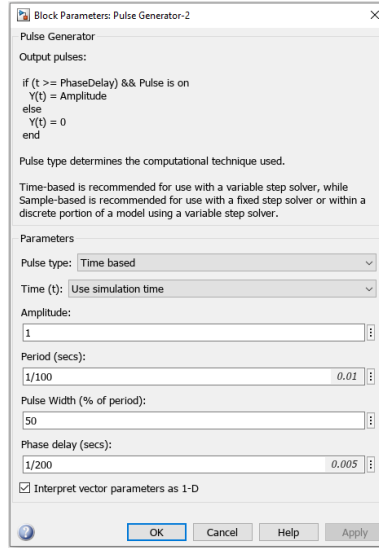 Block Parameters: Pulse Generator-2
Pulse Generator
Output pulses:
if (t >= PhaseDelay) && Pulse is on
Y(t) = Amplitude
else
Y(t) = 0
end
Pulse type determines the computational technique used.
Time-based is recommended for use with a variable step solver, while
Sample-based is recommended for use with a fixed step solver or within a
discrete portion of a model using a variable step solver.
Parameters
Pulse type: Time based
Time (t): Use simulation time
Amplitude:
1
Period (secs):
1/100 0.01
Pulse Width (% of period):
50
Phase delay (secs):
1/200 0.005
Interpret vector parameters as 1-D
OK Cancel Help Apply